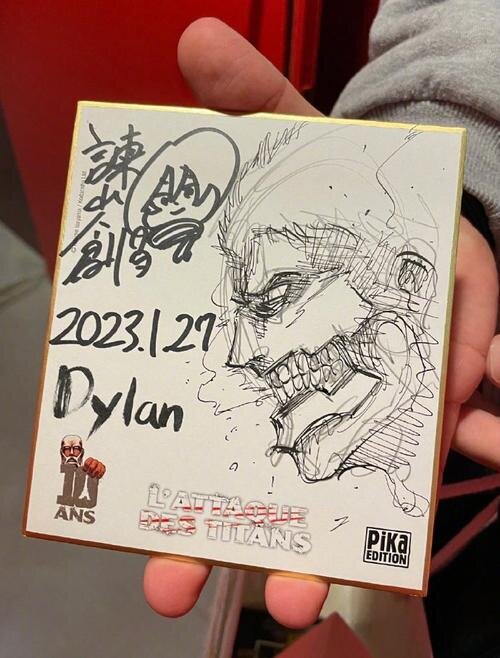 諫山創
2023.1.27
Dylan
10
ANS
L'ATTAQUE
DES TITANS
PiKa
EDITION